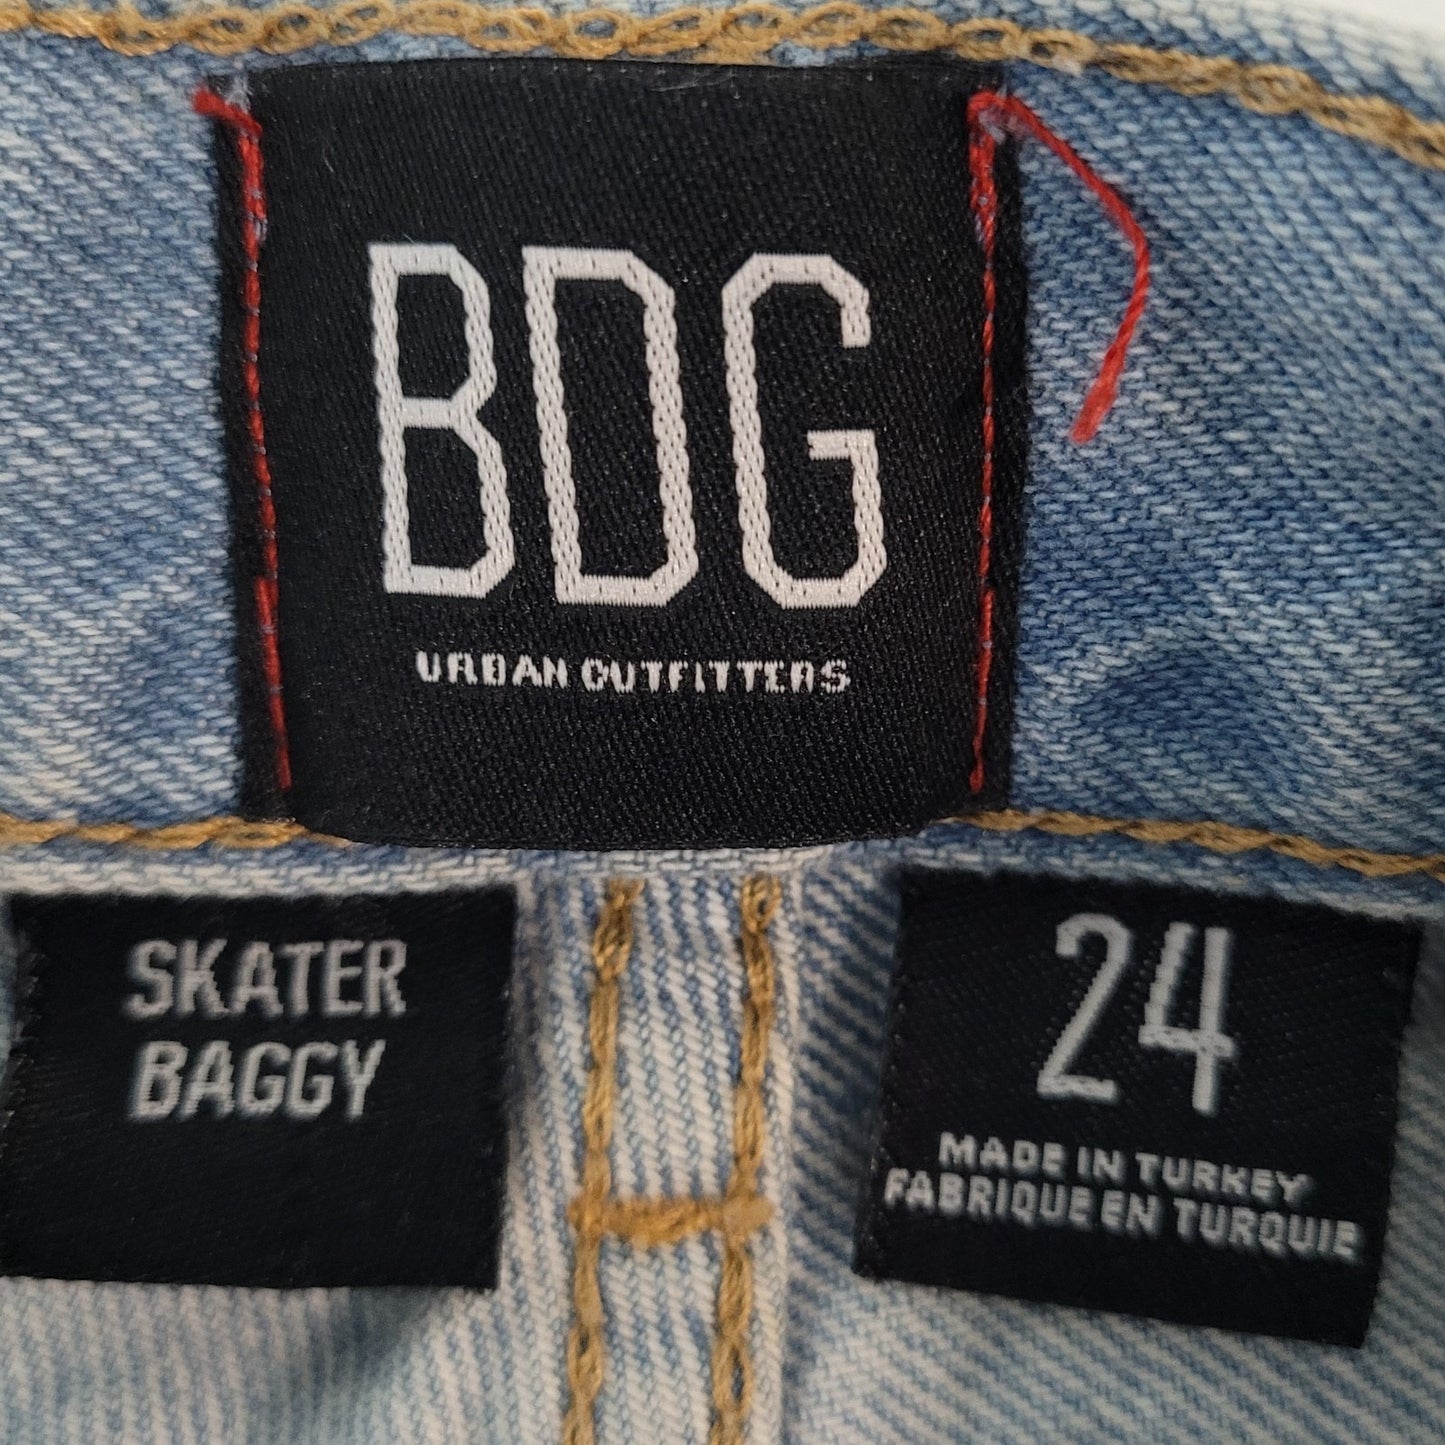 BDG
URBAN OUTFITTERS
SKATER
BAGGY
24
MADE IN TURKEY
FABRIQUE EN TURQUIE